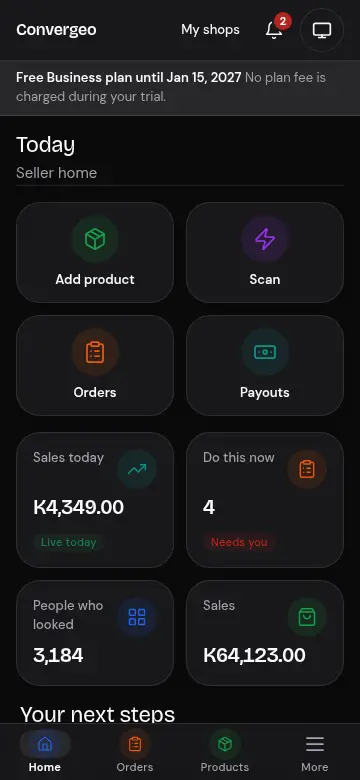 Convergeo
My shops
2
Free Business plan until Jan 15, 2027 No plan fee is
charged during your trial.
Today
Seller home
Add product
Scan
Orders
Payouts
Sales today
K4,349.00
Live today
Do this now
4
Needs you
People who
looked
3,184
Sales
K64,123.00
Your next steps
Home
Orders
Products
More